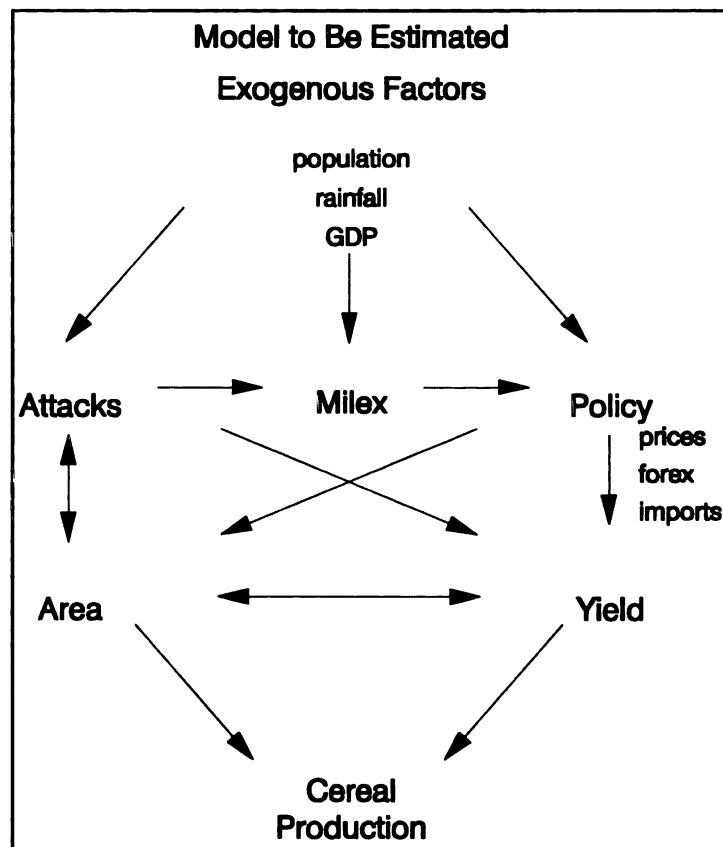 Model to Be Estimated
Exogenous Factors
population
rainfall
GDP
Attacks
Milex
Policy
prices
forex
imports
Area
Yield
Cereal
Production